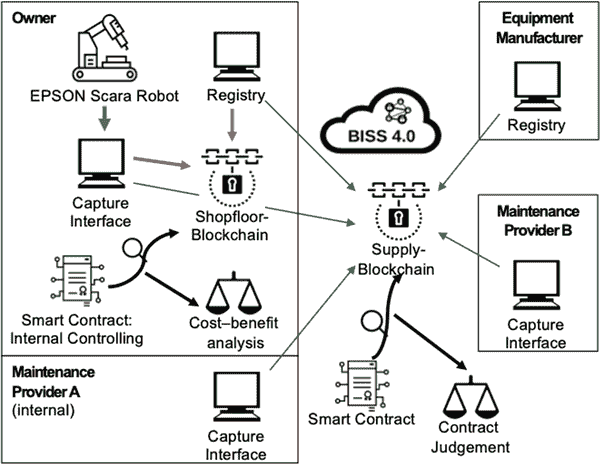 Owner
EPSON Scara Robot
Registry
Capture
Interface
Shopfloor-
Blockchain
Smart Contract:
Internal Controlling
Cost–benefit
analysis
Maintenance
Provider A
(internal)
Capture
Interface
BISS 4.0
Supply-
Blockchain
Smart Contract
Contract
Judgement
Equipment
Manufacturer
Registry
Maintenance
Provider B
Capture
Interface